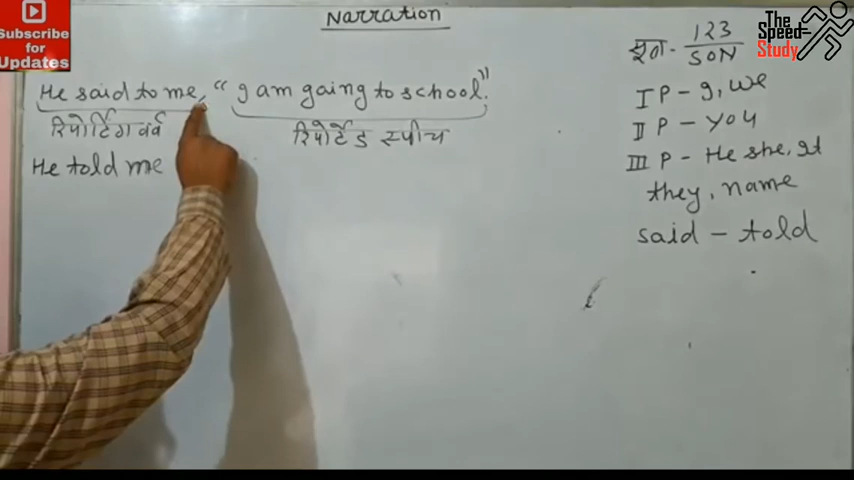 SUBSCRIBE
for
Updates
Narration
The
Speed
Study
सूत्र - 123
SON
He said to me, “I am going to school.”
रिपोर्टिंग वर्व
रिपोर्टेड स्पीच
He told me
I P - I, we
II P - you
III P - He she, It
they, name
said - told